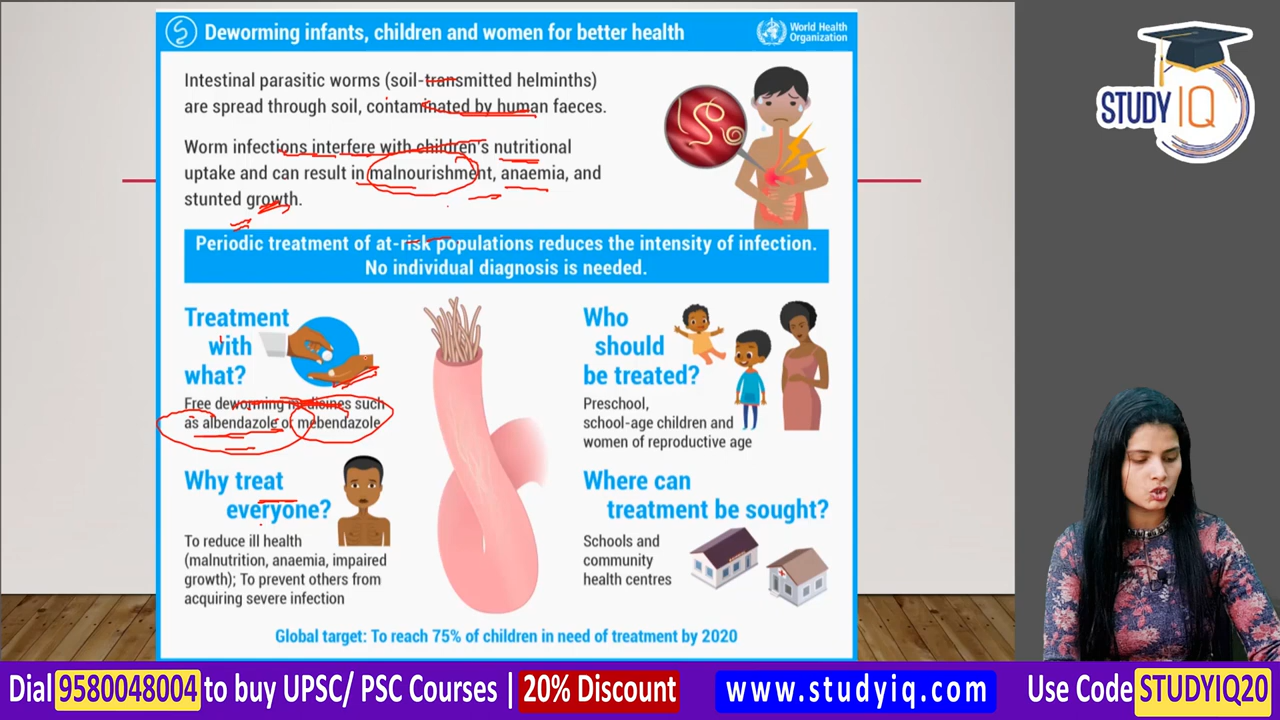 Deworming infants, children and women for better health
World Health
Organization
Intestinal parasitic worms (soil-transmitted helminths)
are spread through soil, contaminated by human faeces.
Worm infections interfere with children's nutritional
uptake and can result in malnourishment, anaemia, and
stunted growth.
Periodic treatment of at-risk populations reduces the intensity of infection.
No individual diagnosis is needed.
Treatment
with
what?
Free deworming medicines such
as albendazole or mebendazole
Who
should
be treated?
Preschool,
school-age children and
women of reproductive age
Why treat
everyone?
To reduce ill health
(malnutrition, anaemia, impaired
growth); To prevent others from
acquiring severe infection
Where can
treatment be sought?
Schools and
community
health centres
Global target: To reach 75% of children in need of treatment by 2020
STUDY IQ
Dial 9580048004 to buy UPSC/ PSC Courses | 20% Discount
www.studyiq.com
Use Code STUDYIQ20